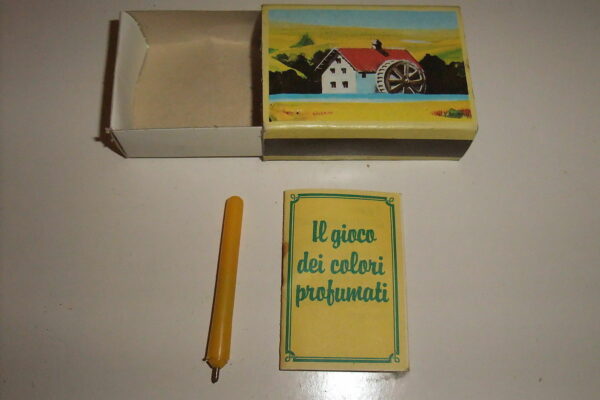 Il gioco
dei colori
profumati